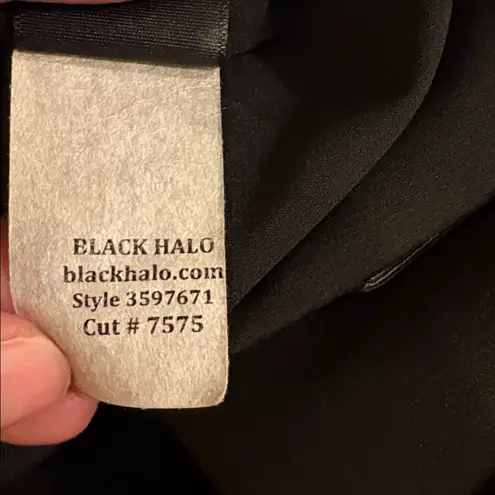 BLACK HALO
blackhalo.com
Style 3597671
Cut # 7575